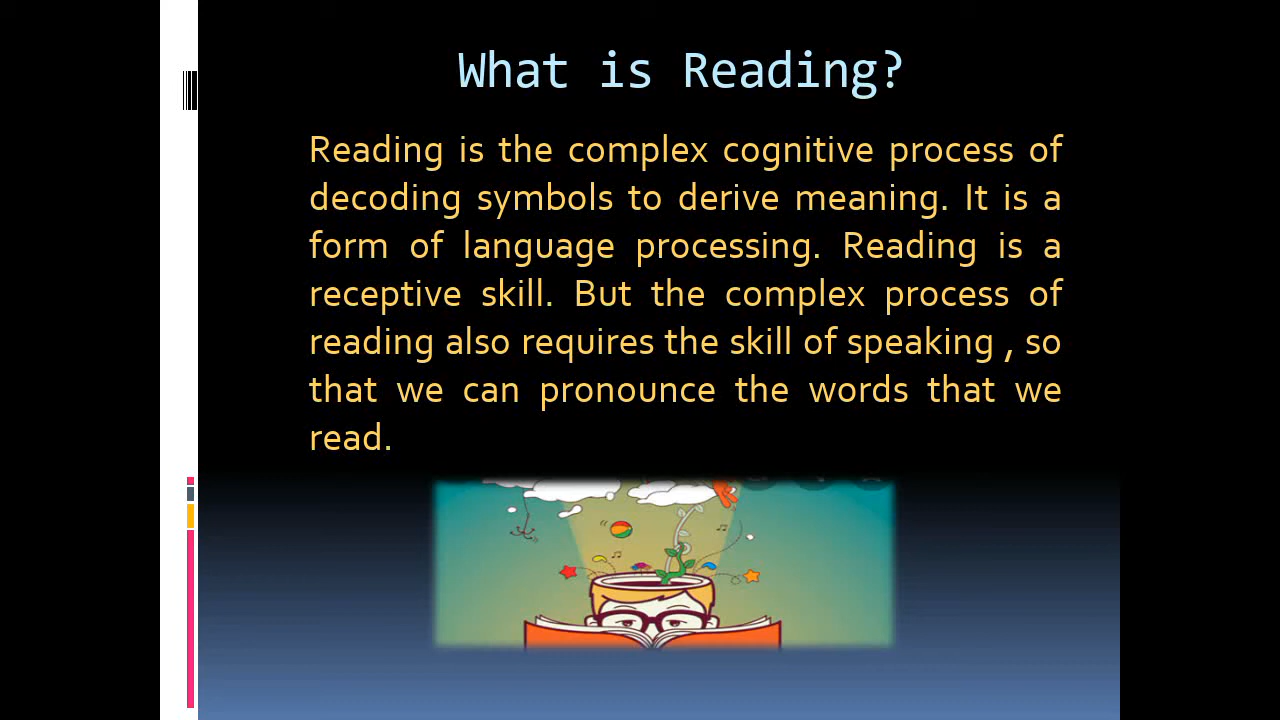 What is Reading?
Reading is the complex cognitive process of
decoding symbols to derive meaning. It is a
form of language processing. Reading is a
receptive skill. But the complex process of
reading also requires the skill of speaking , so
that we can pronounce the words that we
read.